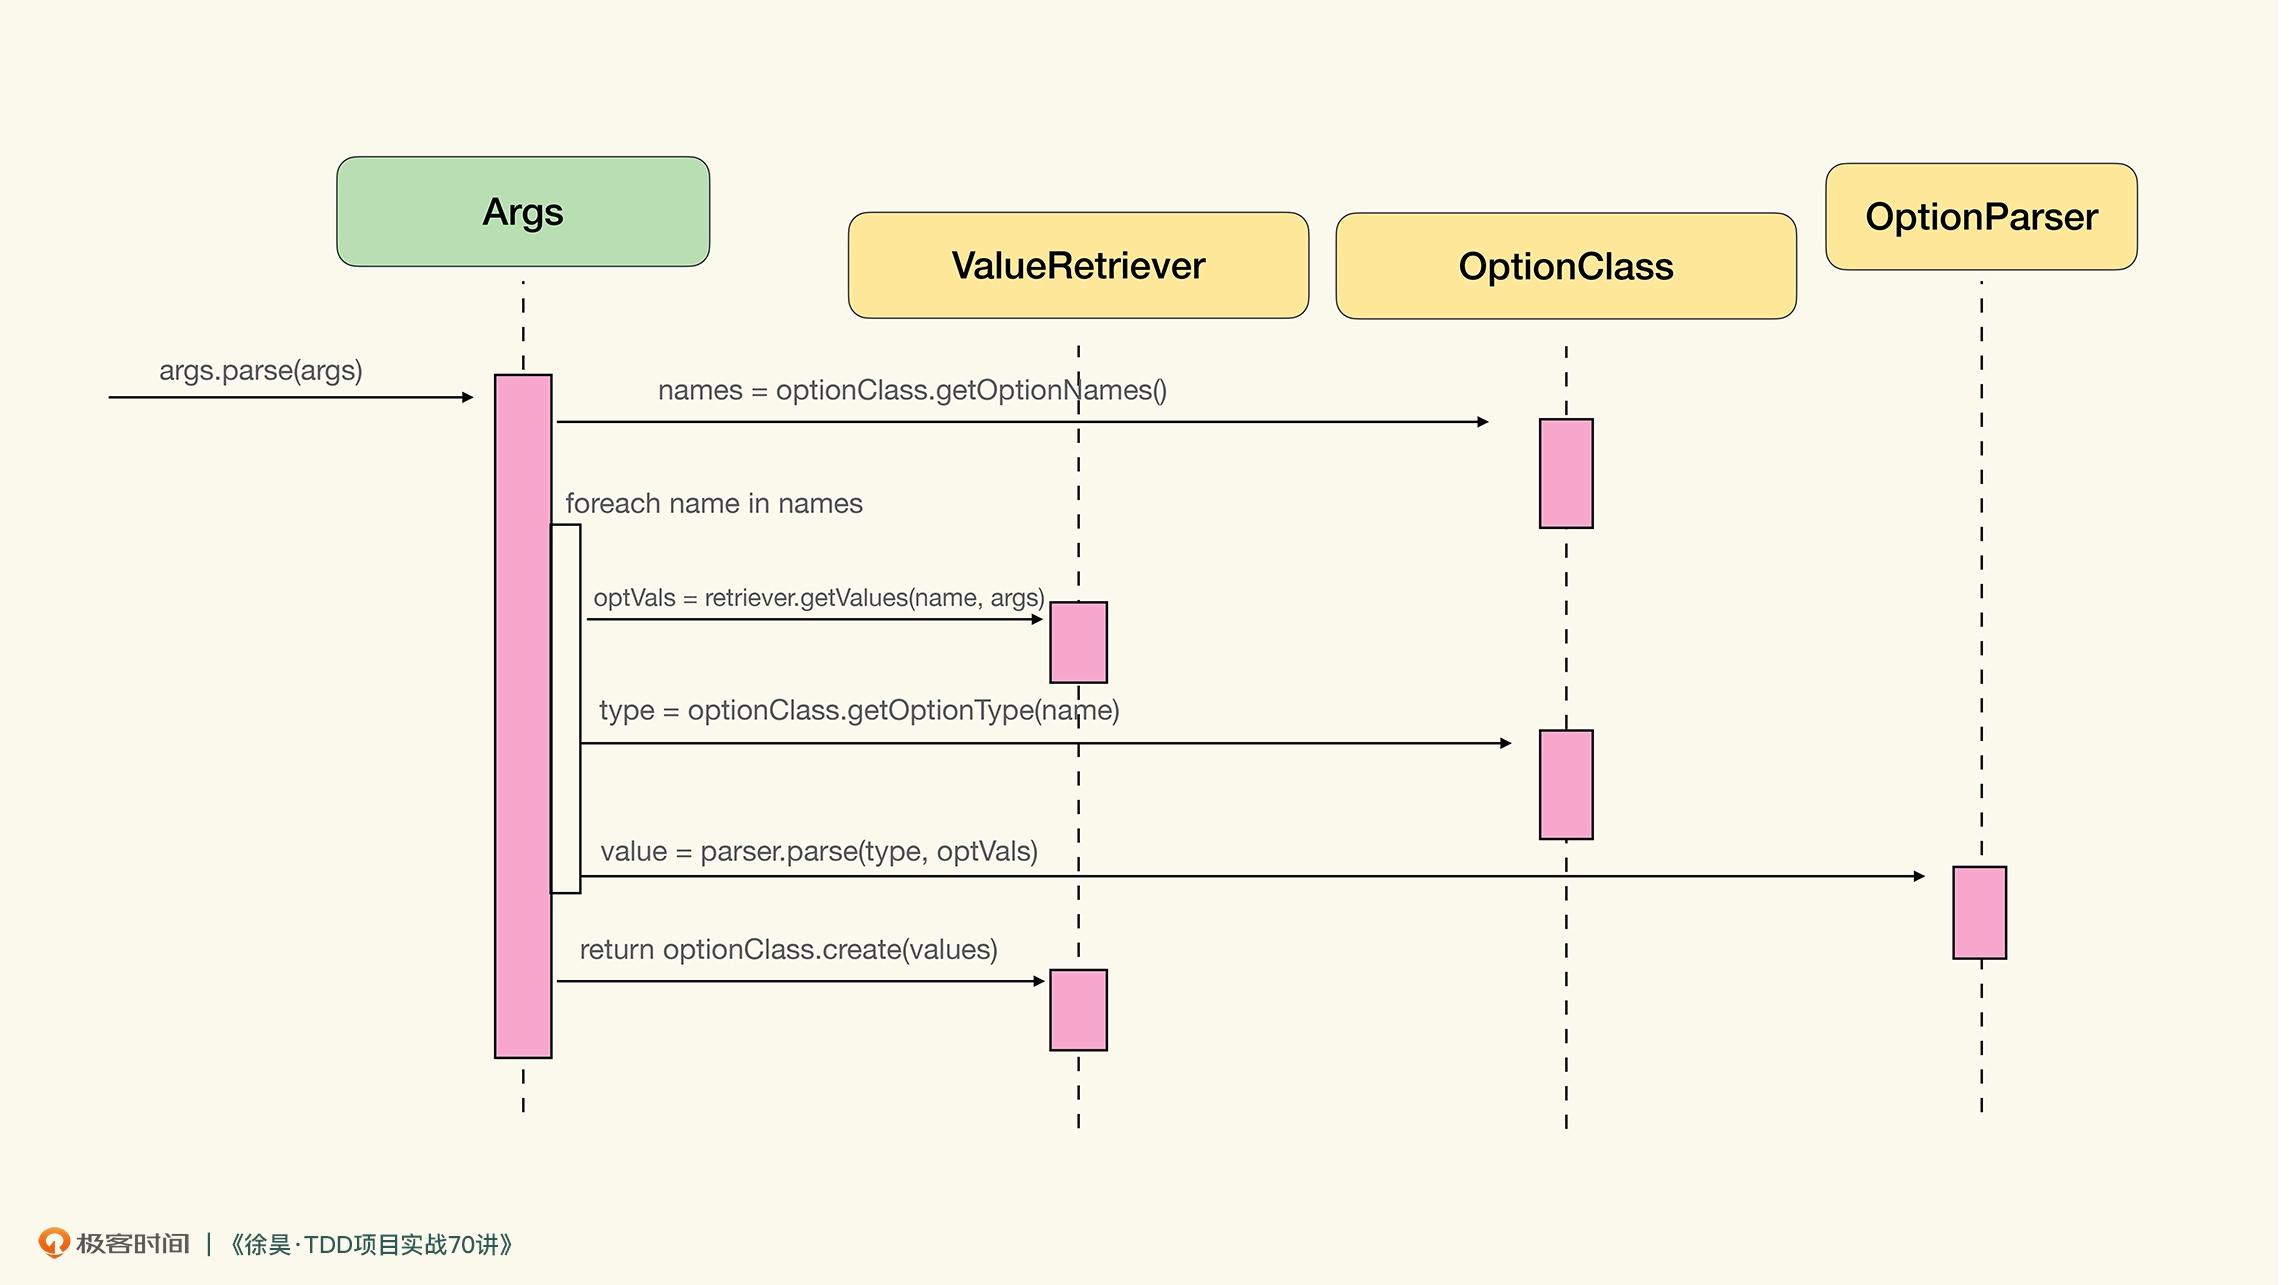 Args
ValueRetriever
OptionClass
OptionParser
args.parse(args)
names = optionClass.getOptionNames()
foreach name in names
optVals = retriever.getValues(name, args)
type = optionClass.getOptionType(name)
value = parser.parse(type, optVals)
return optionClass.create(values)
极客时间 | 《徐昊·TDD项目实战70讲》